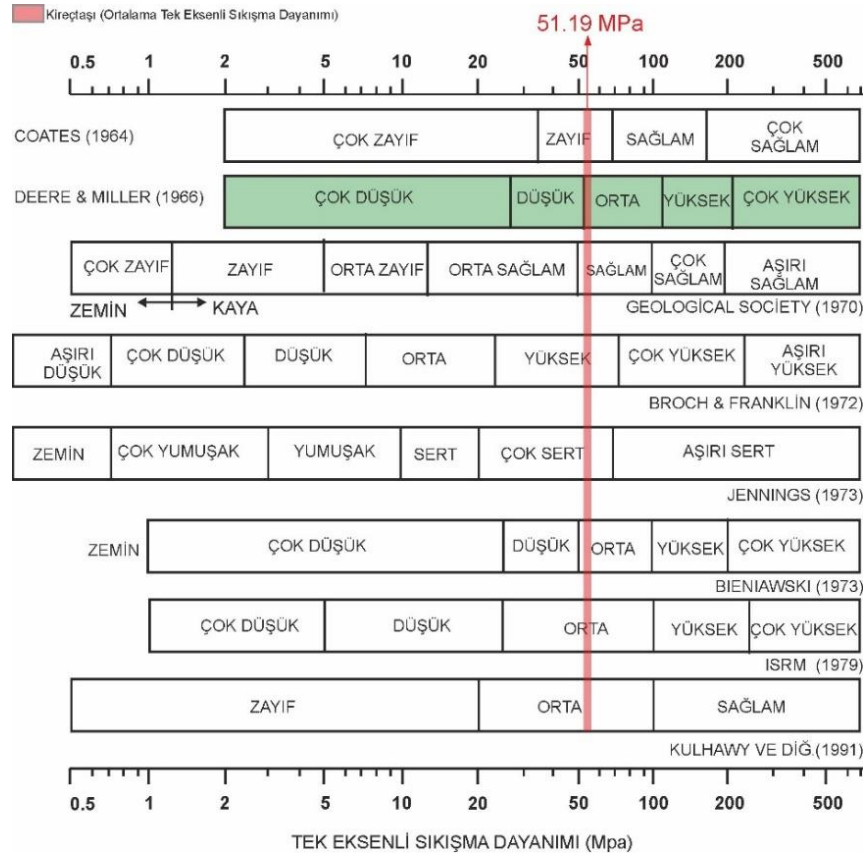 Kireçtaşı (Ortalama Tek Eksenli Sıkışma Dayanımı)
51.19 MPa
0.5 1 2 5 10 20 50 100 200 500
COATES (1964)
ÇOK ZAYIF ZAYIF SAĞLAM ÇOK SAĞLAM
DEERE & MILLER (1966)
ÇOK DÜŞÜK DÜŞÜK ORTA YÜKSEK ÇOK YÜKSEK
ÇOK ZAYIF ZAYIF ORTA ZAYIF ORTA SAĞLAM SAĞLAM ÇOK SAĞLAM AŞIRI SAĞLAM
ZEMİN KAYA
GEOLOGICAL SOCIETY (1970)
AŞIRI DÜŞÜK ÇOK DÜŞÜK DÜŞÜK ORTA YÜKSEK ÇOK YÜKSEK AŞIRI YÜKSEK
BROCH & FRANKLİN (1972)
ZEMİN ÇOK YUMUŞAK YUMUŞAK SERT ÇOK SERT AŞIRI SERT
JENNINGS (1973)
ZEMİN ÇOK DÜŞÜK DÜŞÜK ORTA YÜKSEK ÇOK YÜKSEK
BIENIAWSKI (1973)
ÇOK DÜŞÜK DÜŞÜK ORTA YÜKSEK ÇOK YÜKSEK
ISRM (1979)
ZAYIF ORTA SAĞLAM
KULHAWY VE DİĞ.(1991)
0.5 1 2 5 10 20 50 100 200 500
TEK EKSENLİ SIKIŞMA DAYANIMI (Mpa)